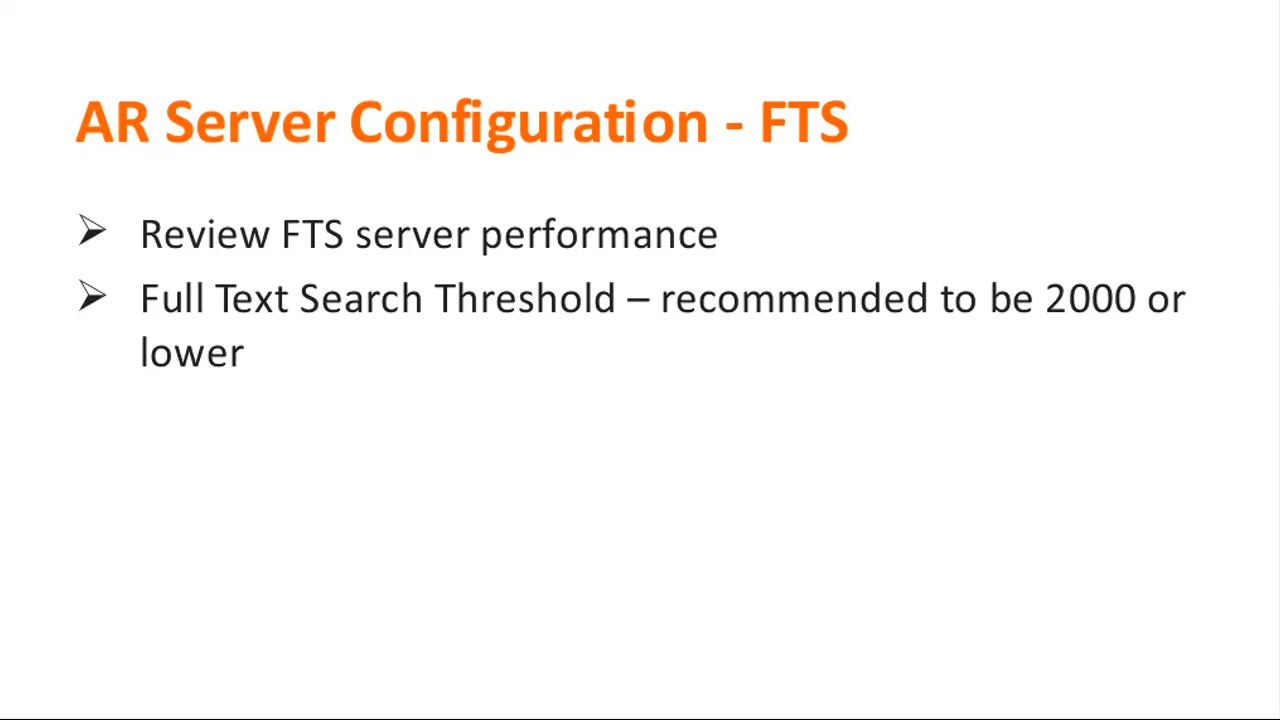 AR Server Configuration - FTS
➢ Review FTS server performance
➢ Full Text Search Threshold – recommended to be 2000 or
lower